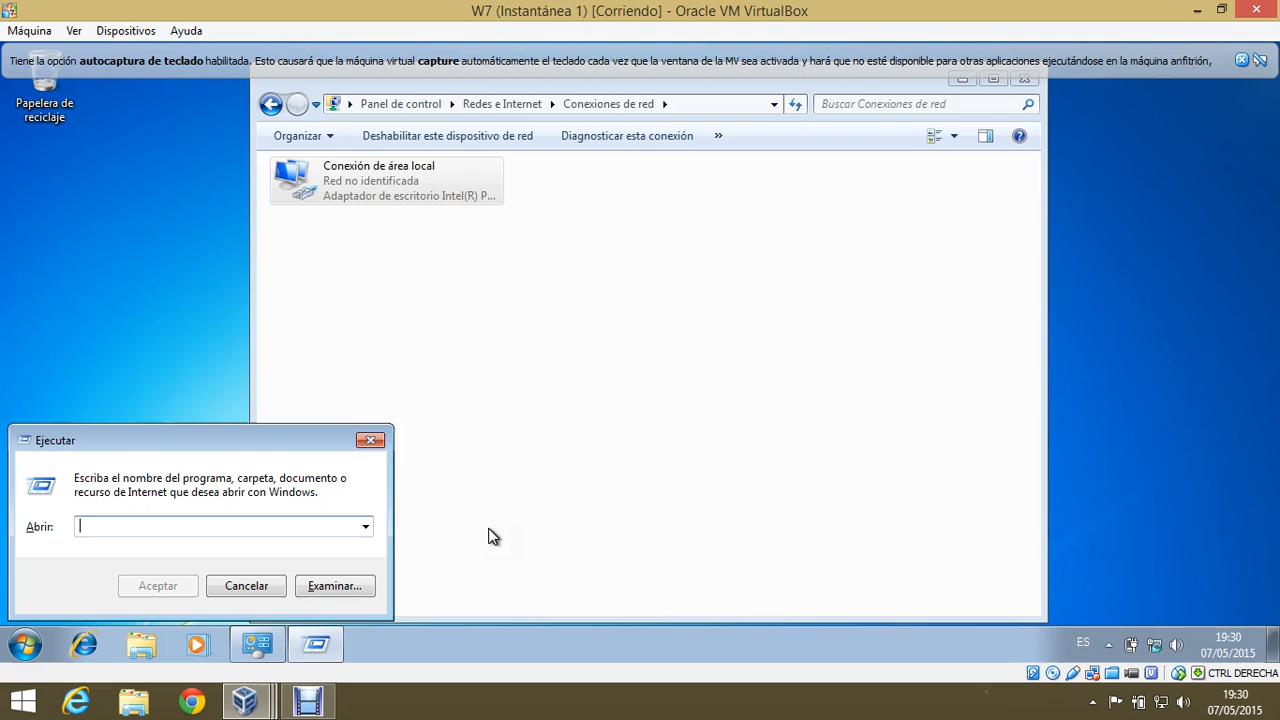 W7 (Instantánea 1) [Corriendo] - Oracle VM VirtualBox
Máquina Ver Dispositivos Ayuda
Tiene la opción autocaptura de teclado habilitada. Esto causará que la máquina virtual capture automáticamente el teclado cada vez que la ventana de la MV sea activada y hará que no esté disponible para otras aplicaciones ejecutándose en la máquina anfitrión,
Papelera de
reciclaje
Panel de control Redes e Internet Conexiones de red
Buscar Conexiones de red
Organizar Deshabilitar este dispositivo de red Diagnosticar esta conexión »
Conexión de área local
Red no identificada
Adaptador de escritorio Intel(R) P...
Ejecutar
Escriba el nombre del programa, carpeta, documento o
recurso de Internet que desea abrir con Windows.
Abrir:
Aceptar Cancelar Examinar...
ES
19:30
07/05/2015
CTRL DERECHA
19:30
07/05/2015